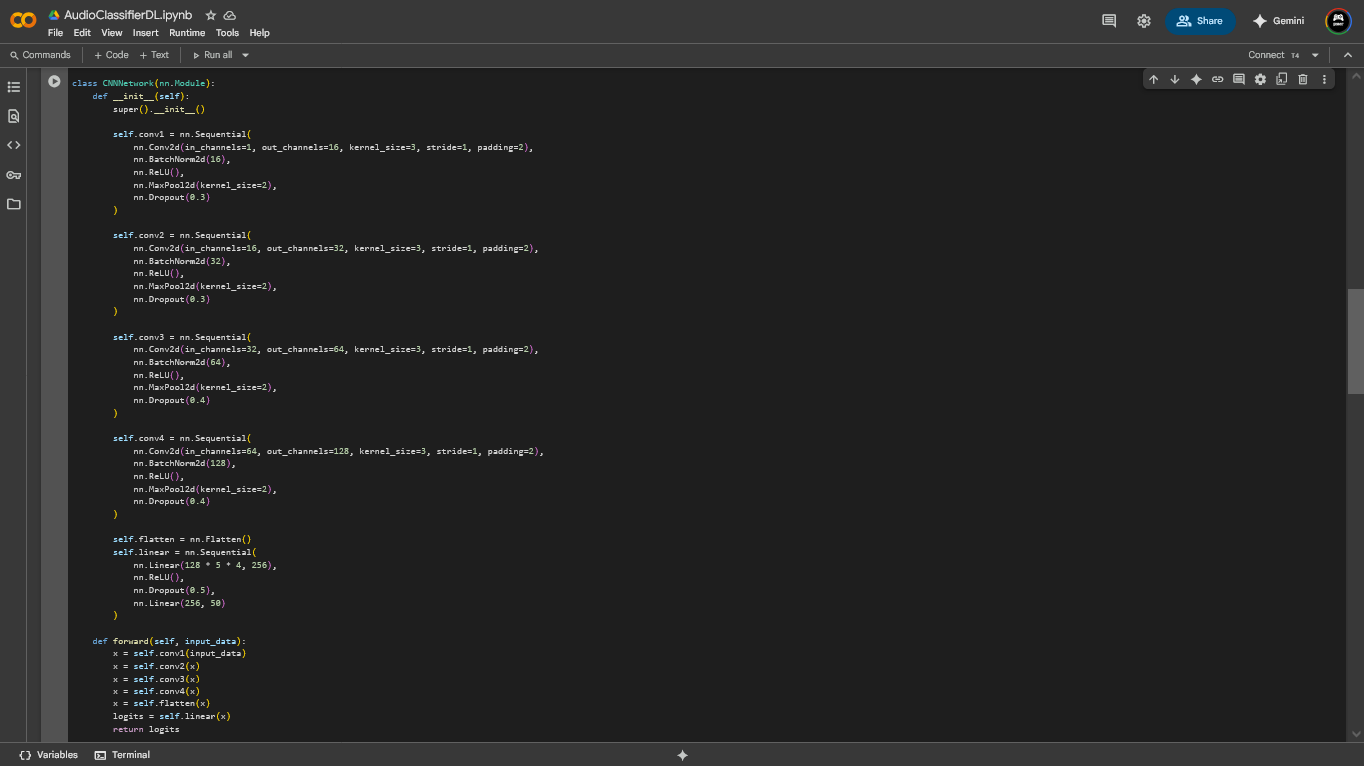 AudioClassifierDL.ipynb
File Edit View Insert Runtime Tools Help
Share
Gemini
Commands + Code + Text Run all
Connect T4
class CNNNetwork(nn.Module):
    def __init__(self):
        super().__init__()

        self.conv1 = nn.Sequential(
            nn.Conv2d(in_channels=1, out_channels=16, kernel_size=3, stride=1, padding=2),
            nn.BatchNorm2d(16),
            nn.ReLU(),
            nn.MaxPool2d(kernel_size=2),
            nn.Dropout(0.3)
        )

        self.conv2 = nn.Sequential(
            nn.Conv2d(in_channels=16, out_channels=32, kernel_size=3, stride=1, padding=2),
            nn.BatchNorm2d(32),
            nn.ReLU(),
            nn.MaxPool2d(kernel_size=2),
            nn.Dropout(0.3)
        )

        self.conv3 = nn.Sequential(
            nn.Conv2d(in_channels=32, out_channels=64, kernel_size=3, stride=1, padding=2),
            nn.BatchNorm2d(64),
            nn.ReLU(),
            nn.MaxPool2d(kernel_size=2),
            nn.Dropout(0.4)
        )

        self.conv4 = nn.Sequential(
            nn.Conv2d(in_channels=64, out_channels=128, kernel_size=3, stride=1, padding=2),
            nn.BatchNorm2d(128),
            nn.ReLU(),
            nn.MaxPool2d(kernel_size=2),
            nn.Dropout(0.4)
        )

        self.flatten = nn.Flatten()
        self.linear = nn.Sequential(
            nn.Linear(128 * 5 * 4, 256),
            nn.ReLU(),
            nn.Dropout(0.5),
            nn.Linear(256, 50)
        )

    def forward(self, input_data):
        x = self.conv1(input_data)
        x = self.conv2(x)
        x = self.conv3(x)
        x = self.conv4(x)
        x = self.flatten(x)
        logits = self.linear(x)
        return logits
Variables Terminal